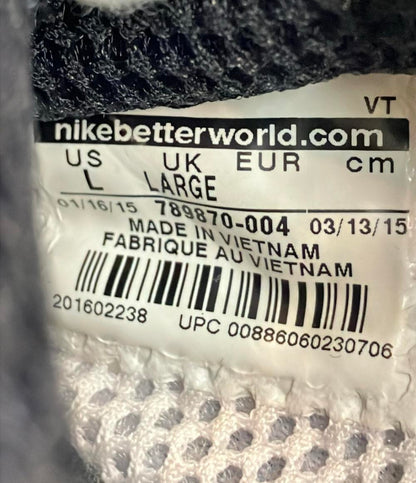 VT
nikebetterworld.com
US UK EUR cm
L LARGE
01/16/15 789870-004 03/13/15
MADE IN VIETNAM
FABRIQUE AU VIETNAM
201602238 UPC 00886060230706